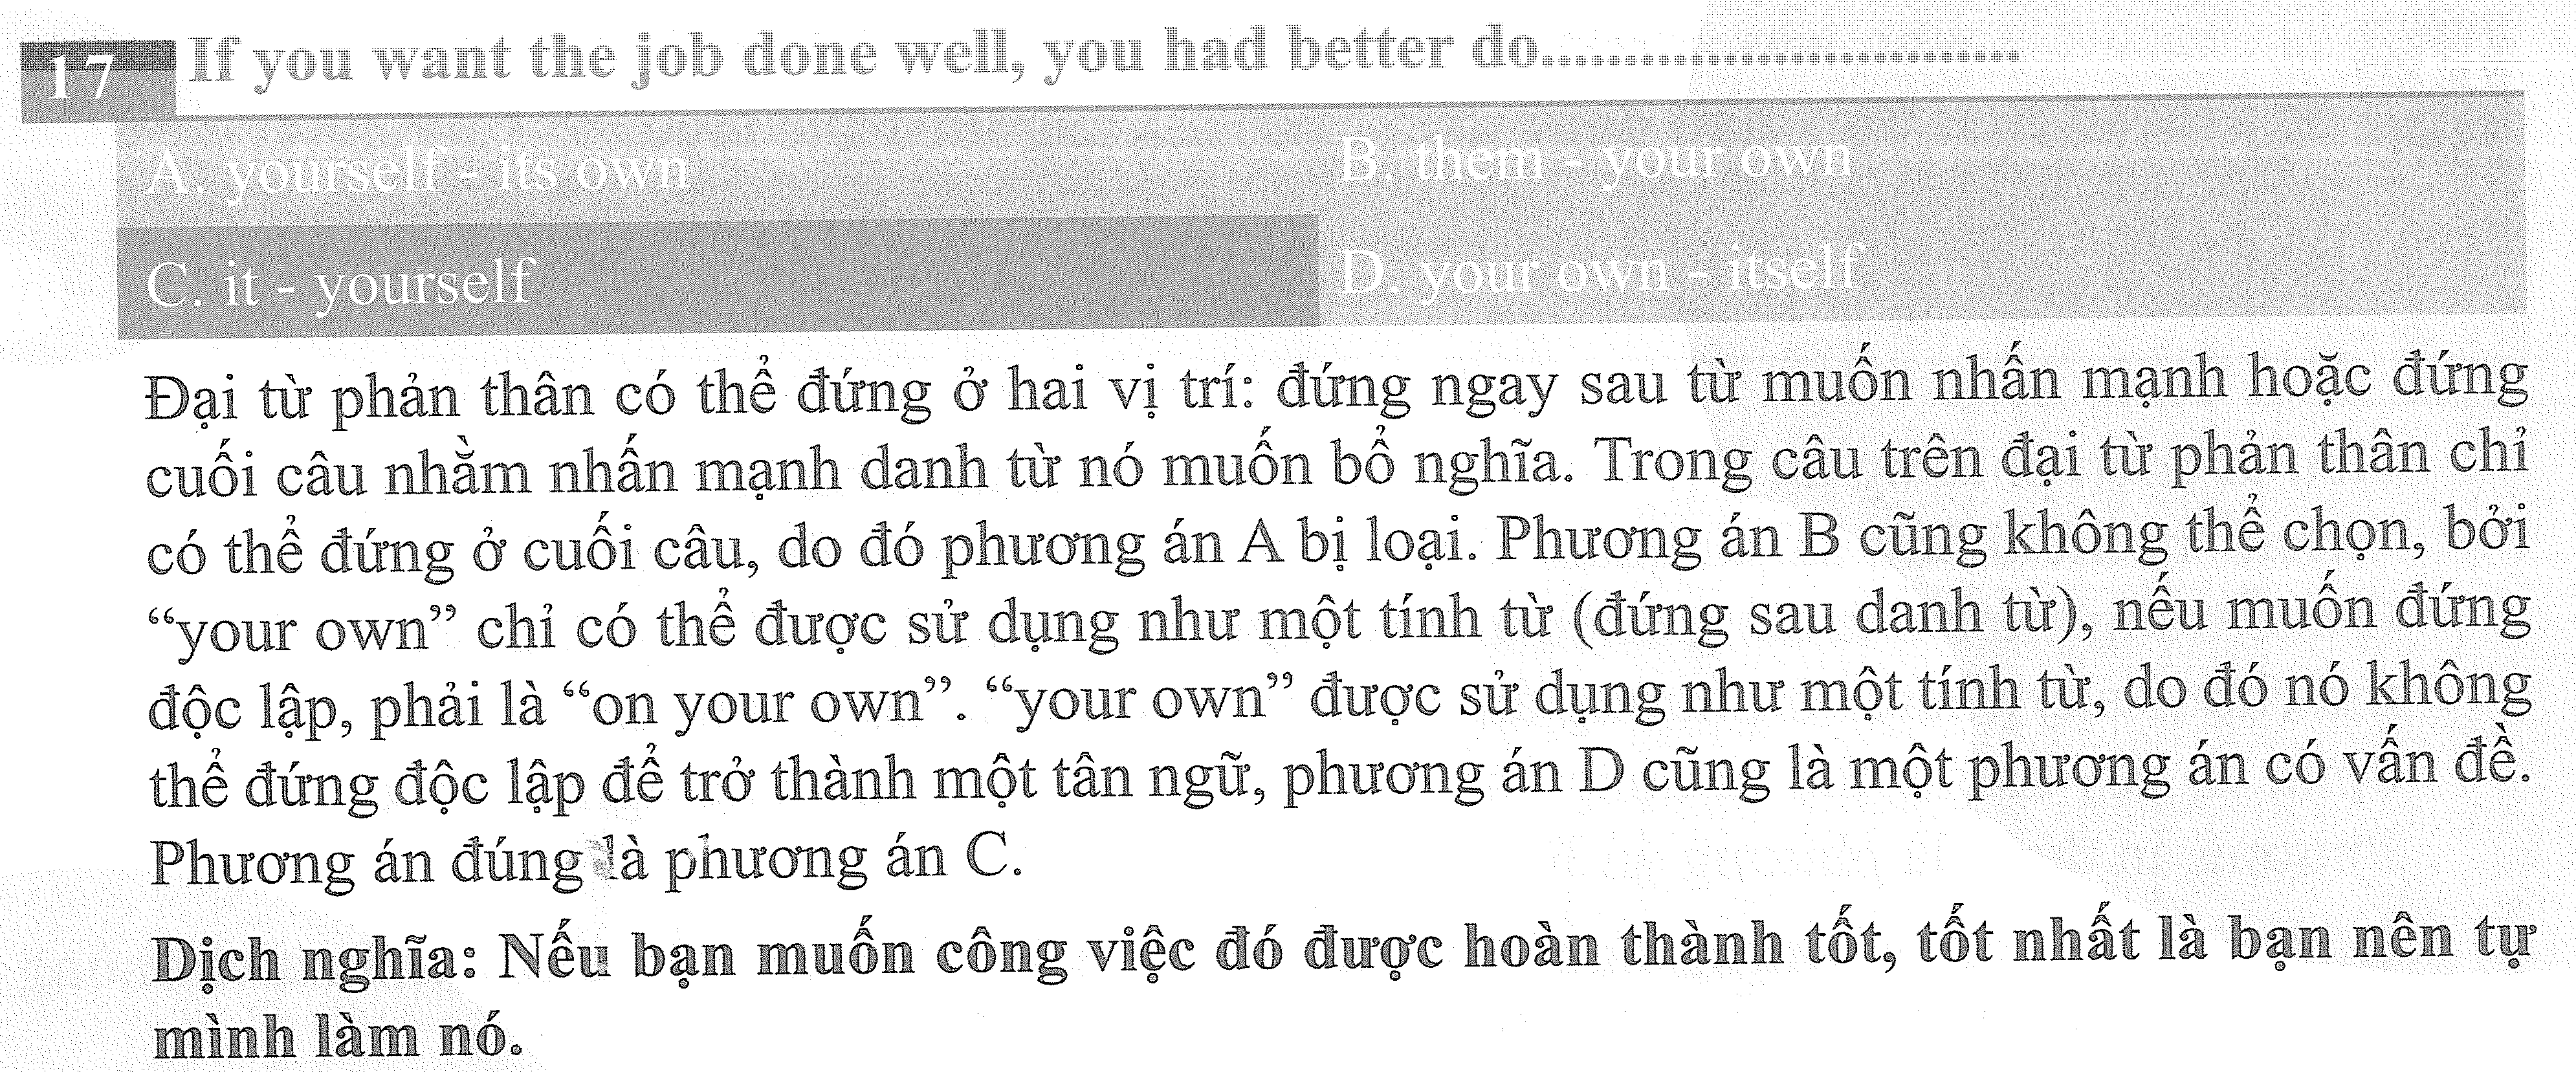 17 If you want the job done well, you had better do..............................
A. yourself - its own
B. them - your own
C. it - yourself
D. your own - itself
Đại từ phản thân có thể đứng ở hai vị trí: đứng ngay sau từ muốn nhấn mạnh hoặc đứng
cuối câu nhằm nhấn mạnh danh từ nó muốn bổ nghĩa. Trong câu trên đại từ phản thân chỉ
có thể đứng ở cuối câu, do đó phương án A bị loại. Phương án B cũng không thể chọn, bởi
“your own” chỉ có thể được sử dụng như một tính từ (đứng sau danh từ), nếu muốn đứng
độc lập, phải là “on your own”. “your own” được sử dụng như một tính từ, do đó nó không
thể đứng độc lập để trở thành một tân ngữ, phương án D cũng là một phương án có vấn đề.
Phương án đúng là phương án C.
Dịch nghĩa: Nếu bạn muốn công việc đó được hoàn thành tốt, tốt nhất là bạn nên tự
mình làm nó.